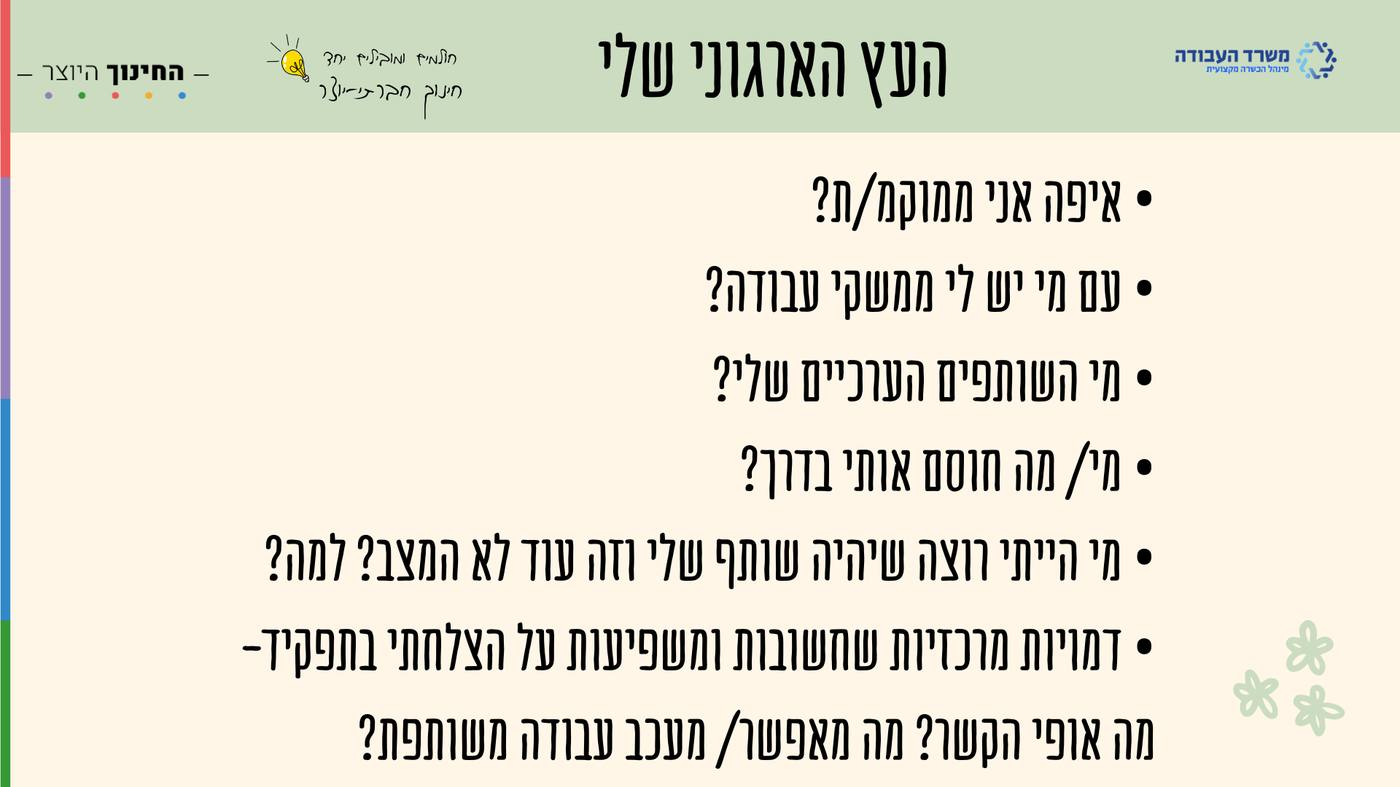 העץ הארגוני שלי
משרד העבודה
מינהל הכשרה מקצועית
חולמים ומובילים יחד
חינוך חברתי-יוצר
החינוך היוצר
• איפה אני ממוקמ/ת?
• עם מי יש לי ממשקי עבודה?
• מי השותפים הערכיים שלי?
• מי/ מה חוסם אותי בדרך?
• מי הייתי רוצה שיהיה שותף שלי וזה עוד לא המצב? למה?
• דמויות מרכזיות שחשובות ומשפיעות על הצלחתי בתפקיד-
מה אופי הקשר? מה מאפשר/ מעכב עבודה משותפת?